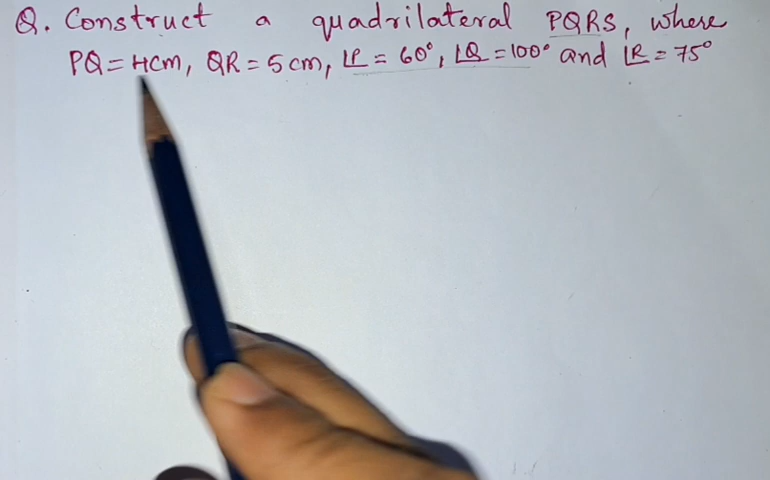 Q. Construct a quadrilateral PQRS, where
PQ = 4cm, QR = 5cm, ∠P = 60°, ∠Q = 100° and ∠R = 75°